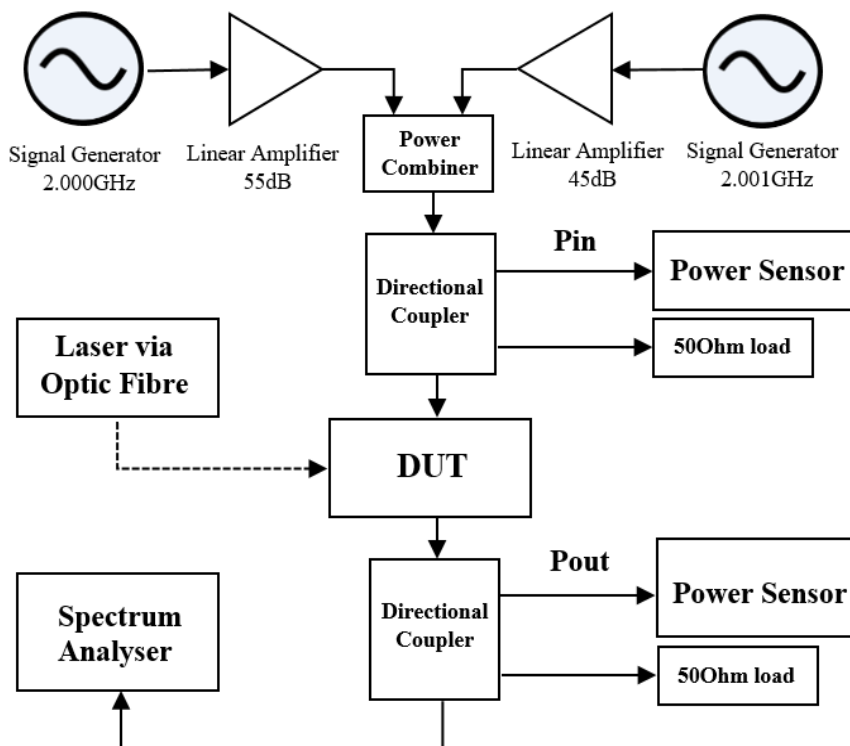 Signal Generator
2.000GHz
Linear Amplifier
55dB
Power
Combiner
Linear Amplifier
45dB
Signal Generator
2.001GHz
Directional
Coupler
Pin
Power Sensor
50Ohm load
Laser via
Optic Fibre
DUT
Directional
Coupler
Pout
Power Sensor
50Ohm load
Spectrum
Analyser